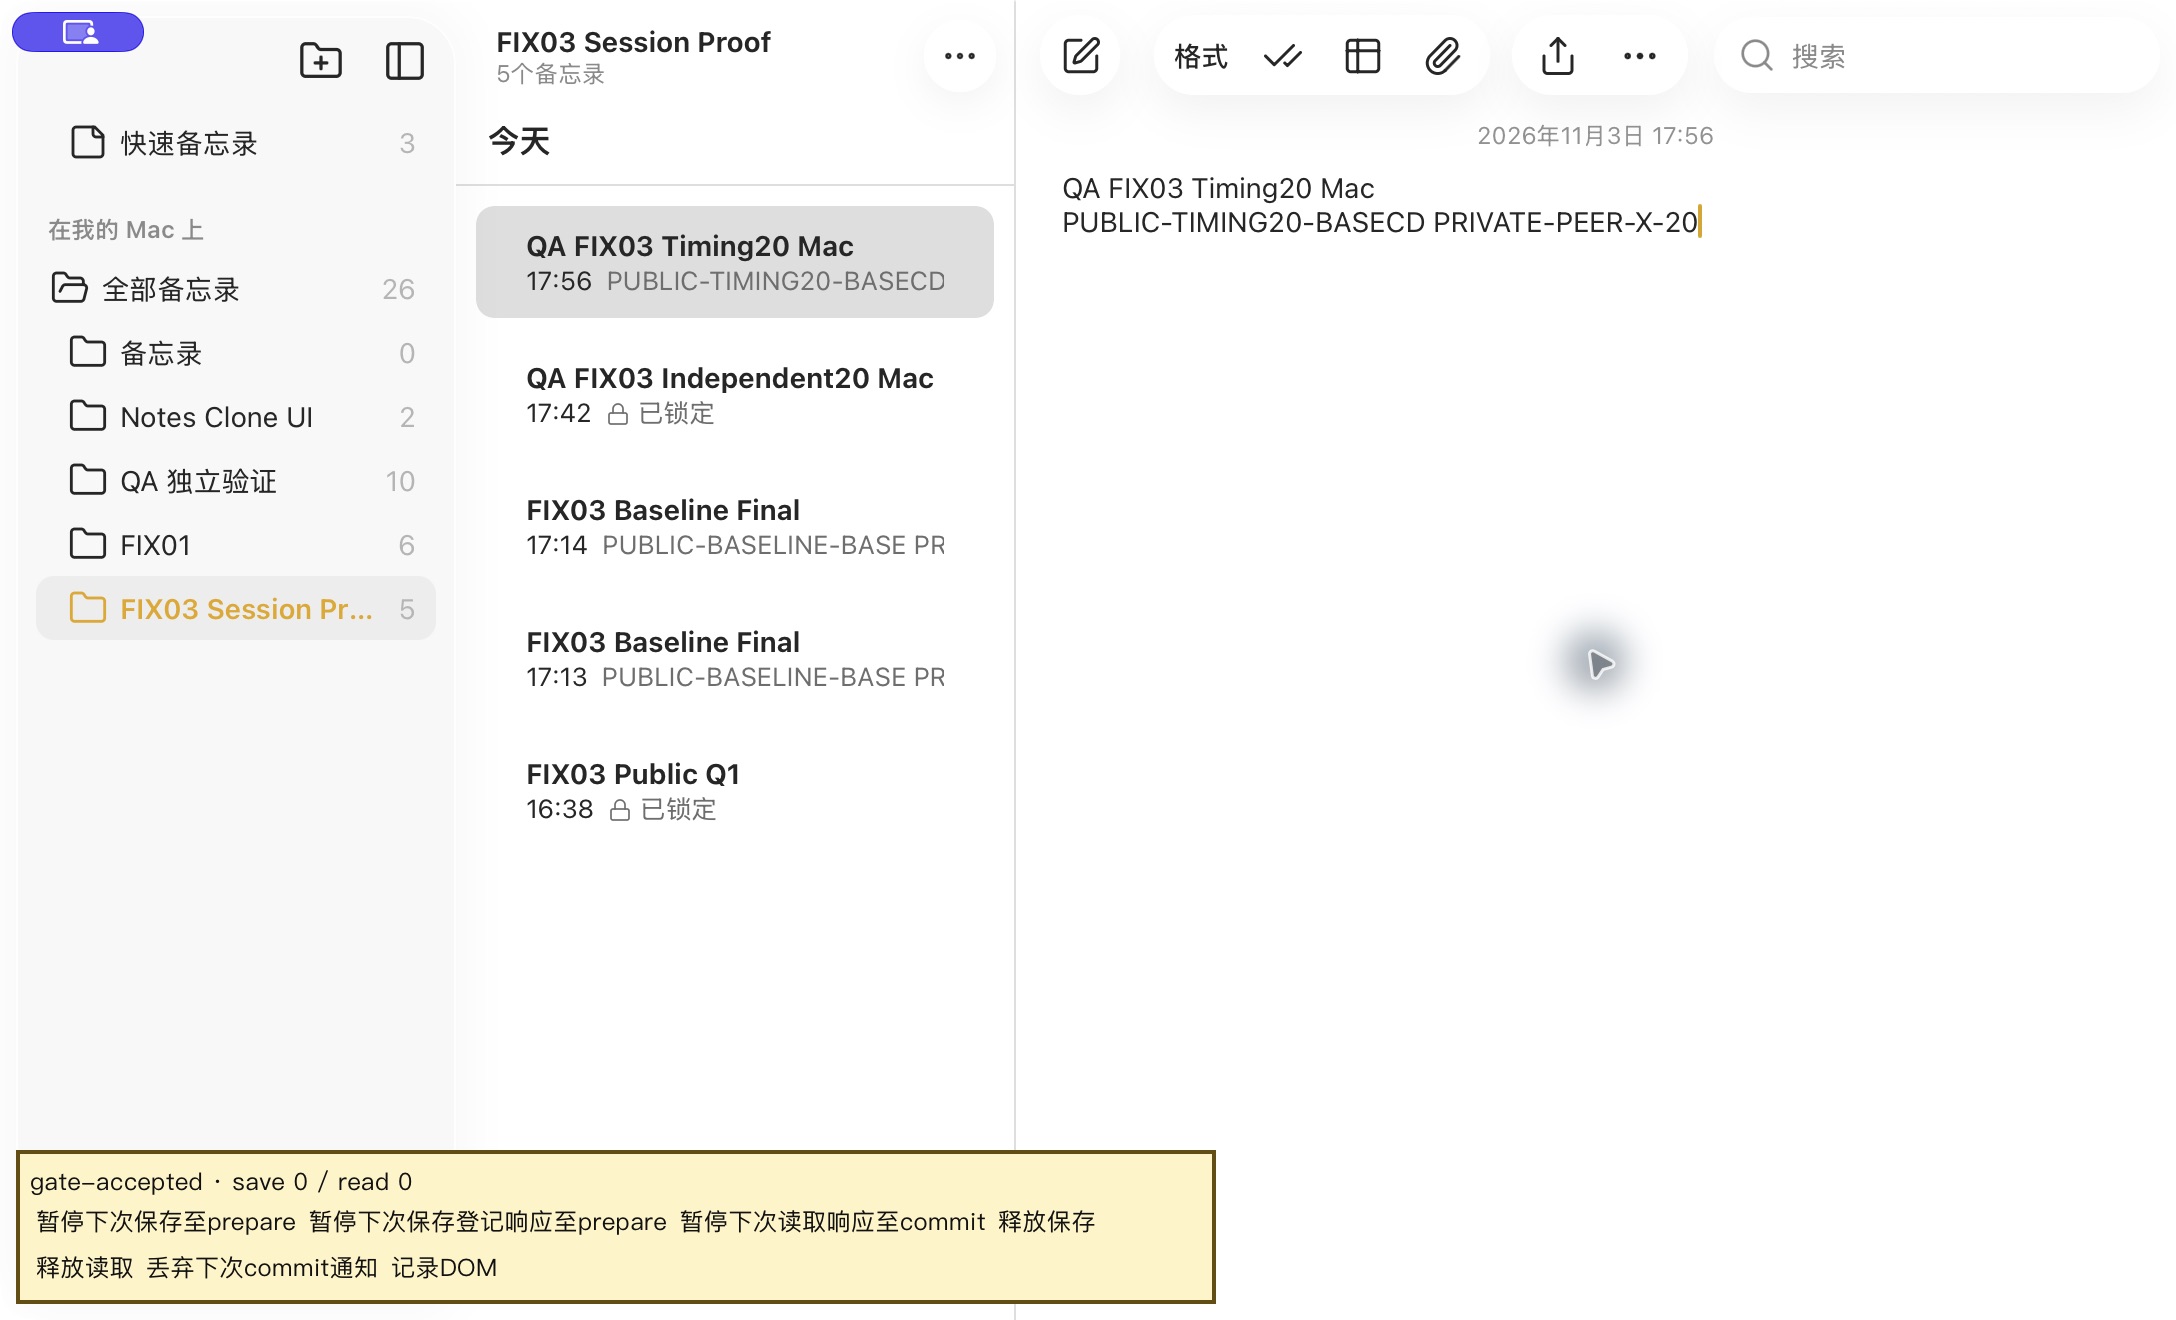 快速备忘录 3
在我的 Mac 上
全部备忘录 26
备忘录 0
Notes Clone UI 2
QA 独立验证 10
FIX01 6
FIX03 Session Pr... 5
FIX03 Session Proof
5个备忘录
今天
QA FIX03 Timing20 Mac
17:56 PUBLIC-TIMING20-BASECD
QA FIX03 Independent20 Mac
17:42 已锁定
FIX03 Baseline Final
17:14 PUBLIC-BASELINE-BASE PR
FIX03 Baseline Final
17:13 PUBLIC-BASELINE-BASE PR
FIX03 Public Q1
16:38 已锁定
格式
搜索
2026年11月3日 17:56
QA FIX03 Timing20 Mac
PUBLIC-TIMING20-BASECD PRIVATE-PEER-X-20
gate-accepted · save 0 / read 0
暂停下次保存至prepare 暂停下次保存登记响应至prepare 暂停下次读取响应至commit 释放保存
释放读取 丢弃下次commit通知 记录DOM